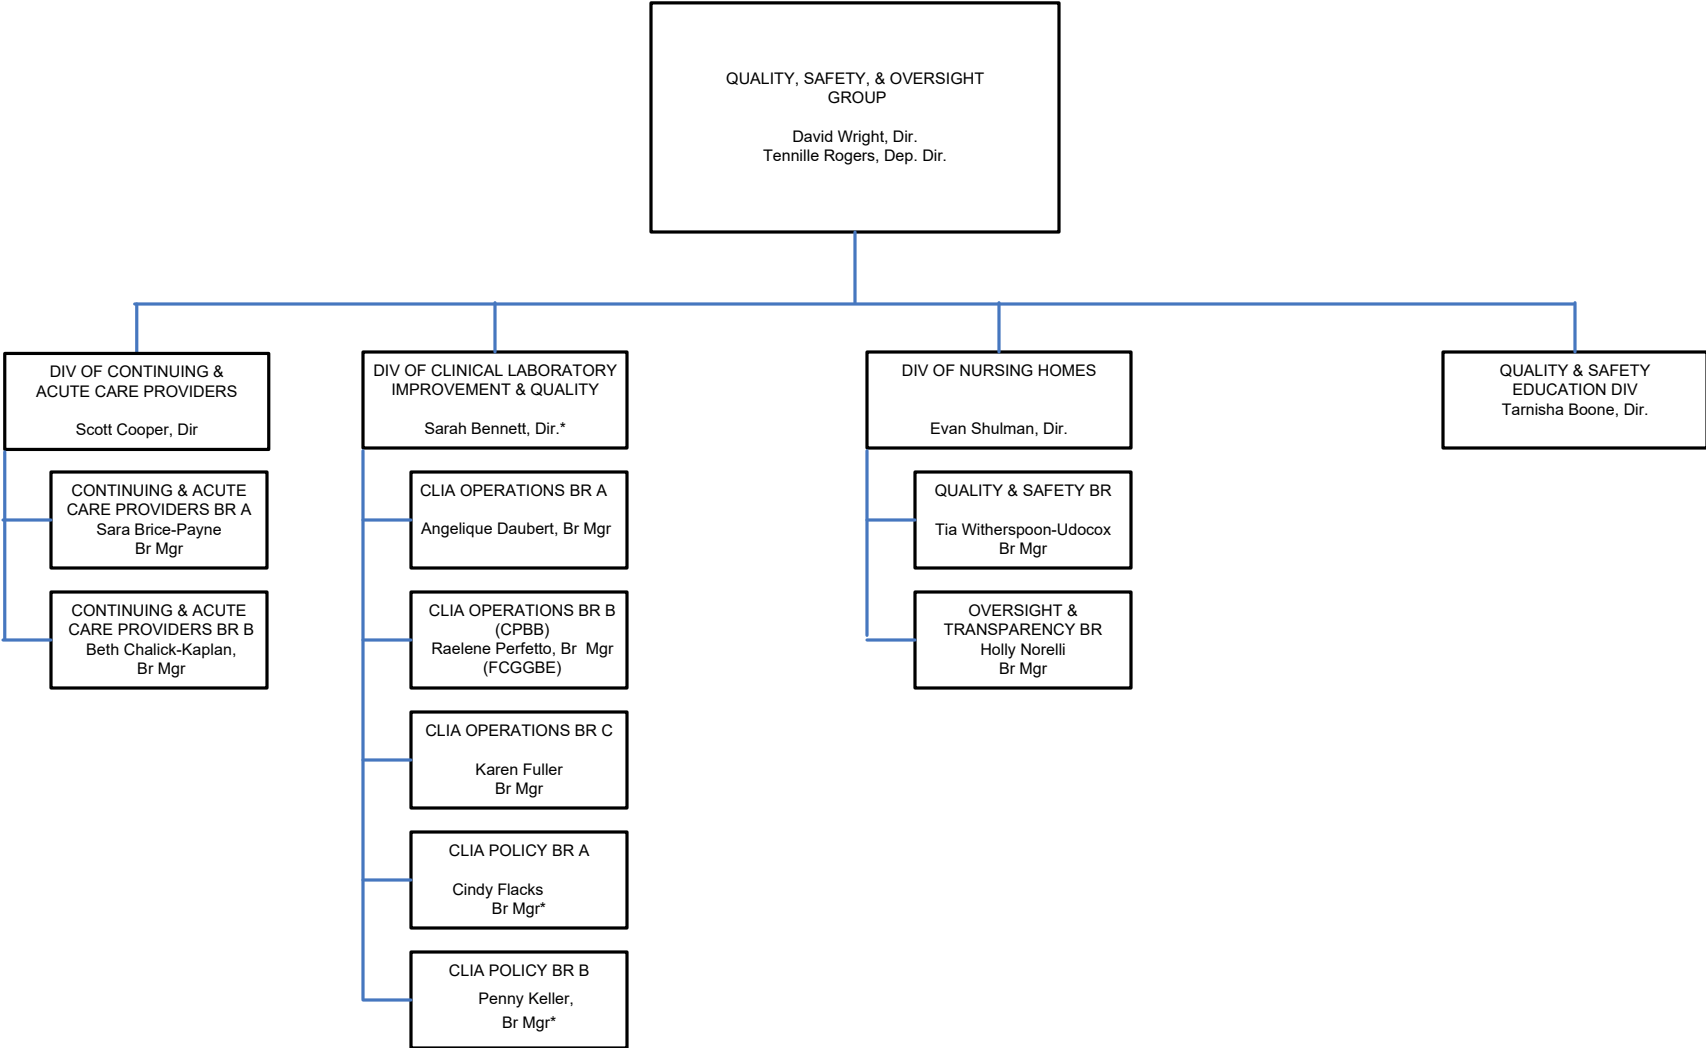 QUALITY, SAFETY, & OVERSIGHT
GROUP
David Wright, Dir.
Tennille Rogers, Dep. Dir.
DIV OF CONTINUING &
ACUTE CARE PROVIDERS
Scott Cooper, Dir
CONTINUING & ACUTE
CARE PROVIDERS BR A
Sara Brice-Payne
Br Mgr
CONTINUING & ACUTE
CARE PROVIDERS BR B
Beth Chalick-Kaplan,
Br Mgr
DIV OF CLINICAL LABORATORY
IMPROVEMENT & QUALITY
Sarah Bennett, Dir.*
CLIA OPERATIONS BR A
Angelique Daubert, Br Mgr
CLIA OPERATIONS BR B
(CPBB)
Raelene Perfetto, Br  Mgr
(FCGGBE)
CLIA OPERATIONS BR C
Karen Fuller
Br Mgr
CLIA POLICY BR A
Cindy Flacks
Br Mgr*
CLIA POLICY BR B
Penny Keller,
Br Mgr*
DIV OF NURSING HOMES
Evan Shulman, Dir.
QUALITY & SAFETY BR
Tia Witherspoon-Udocox
Br Mgr
OVERSIGHT &
TRANSPARENCY BR
Holly Norelli
Br Mgr
QUALITY & SAFETY
EDUCATION DIV
Tarnisha Boone, Dir.